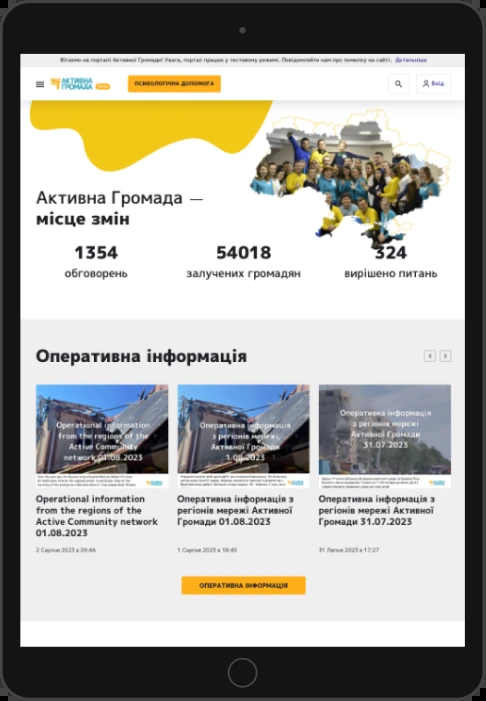 Вітаємо на порталі Активної Громади! Увага, портал працює у тестовому режимі. Повідомляйте нам про помилку на сайті. Детальніше
АКТИВНА
ГРОМАДА
ПСИХОЛОГІЧНА ДОПОМОГА
Вхід
Активна Громада —
місце змін
1354
54018
324
обговорень
залучених громадян
вирішено питань
Оперативна інформація
Operational information
from the regions of the
Active Community
network 01.08.2023
Оперативна інформація
з регіонів мережі
Активної Громади
1.08.2023
Оперативна інформація
з регіонів мережі
Активної Громади
31.07.2023
Operational information
from the regions of the
Active Community network
01.08.2023
Оперативна інформація з
регіонів мережі Активної
Громади 01.08.2023
Оперативна інформація з
регіонів мережі Активної
Громади 31.07.2023
2 Серпня 2023 в 09:46
1 Серпня 2023 в 18:45
31 Липня 2023 в 17:27
ОПЕРАТИВНА ІНФОРМАЦІЯ